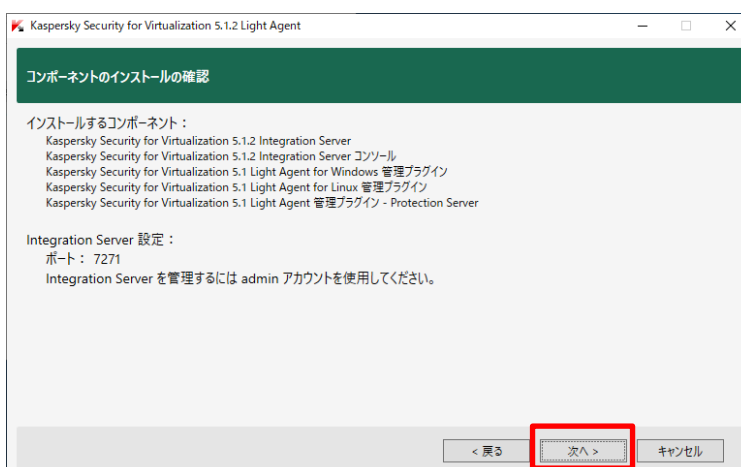 Kaspersky Security for Virtualization 5.1.2 Light Agent
コンポーネントのインストールの確認
インストールするコンポーネント：
Kaspersky Security for Virtualization 5.1.2 Integration Server
Kaspersky Security for Virtualization 5.1.2 Integration Server コンソール
Kaspersky Security for Virtualization 5.1 Light Agent for Windows 管理プラグイン
Kaspersky Security for Virtualization 5.1 Light Agent for Linux 管理プラグイン
Kaspersky Security for Virtualization 5.1 Light Agent 管理プラグイン - Protection Server
Integration Server 設定：
ポート： 7271
Integration Server を管理するには admin アカウントを使用してください。
< 戻る 次へ > キャンセル